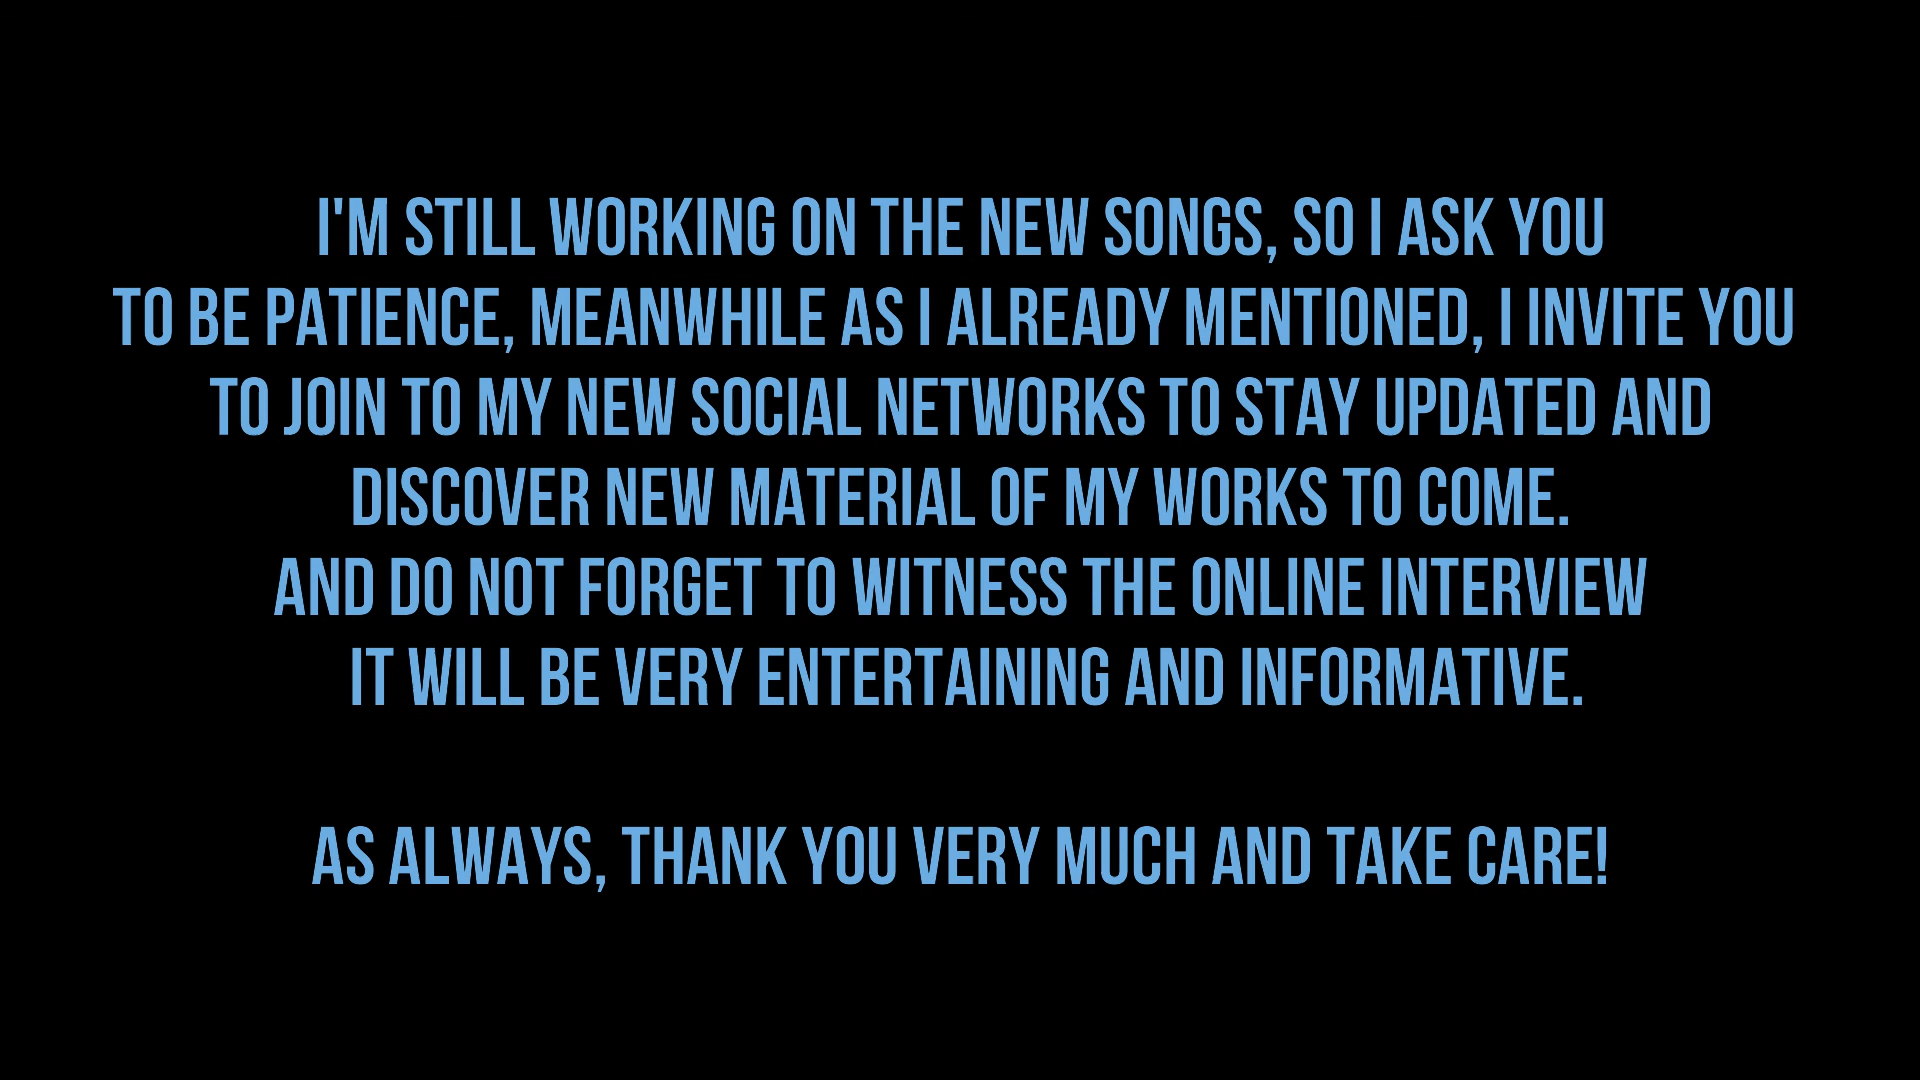 I'M STILL WORKING ON THE NEW SONGS, SO I ASK YOU
TO BE PATIENCE, MEANWHILE AS I ALREADY MENTIONED, I INVITE YOU
TO JOIN TO MY NEW SOCIAL NETWORKS TO STAY UPDATED AND
DISCOVER NEW MATERIAL OF MY WORKS TO COME.
AND DO NOT FORGET TO WITNESS THE ONLINE INTERVIEW
IT WILL BE VERY ENTERTAINING AND INFORMATIVE.
AS ALWAYS, THANK YOU VERY MUCH AND TAKE CARE!